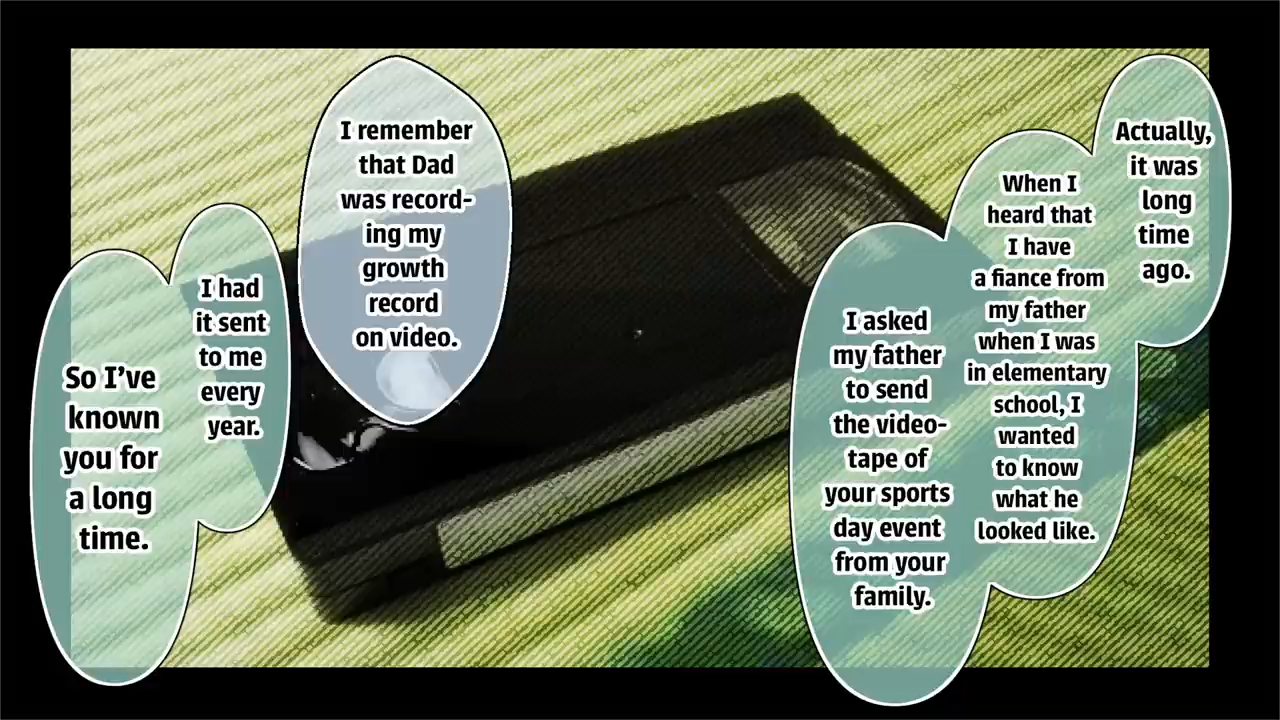 Actually,
it was
long
time
ago.
When I
heard that
I have
a fiance from
my father
when I was
in elementary
school, I
wanted
to know
what he
looked like.
I asked
my father
to send
the video-
tape of
your sports
day event
from your
family.
I remember
that Dad
was record-
ing my
growth
record
on video.
I had
it sent
to me
every
year.
So I've
known
you for
a long
time.